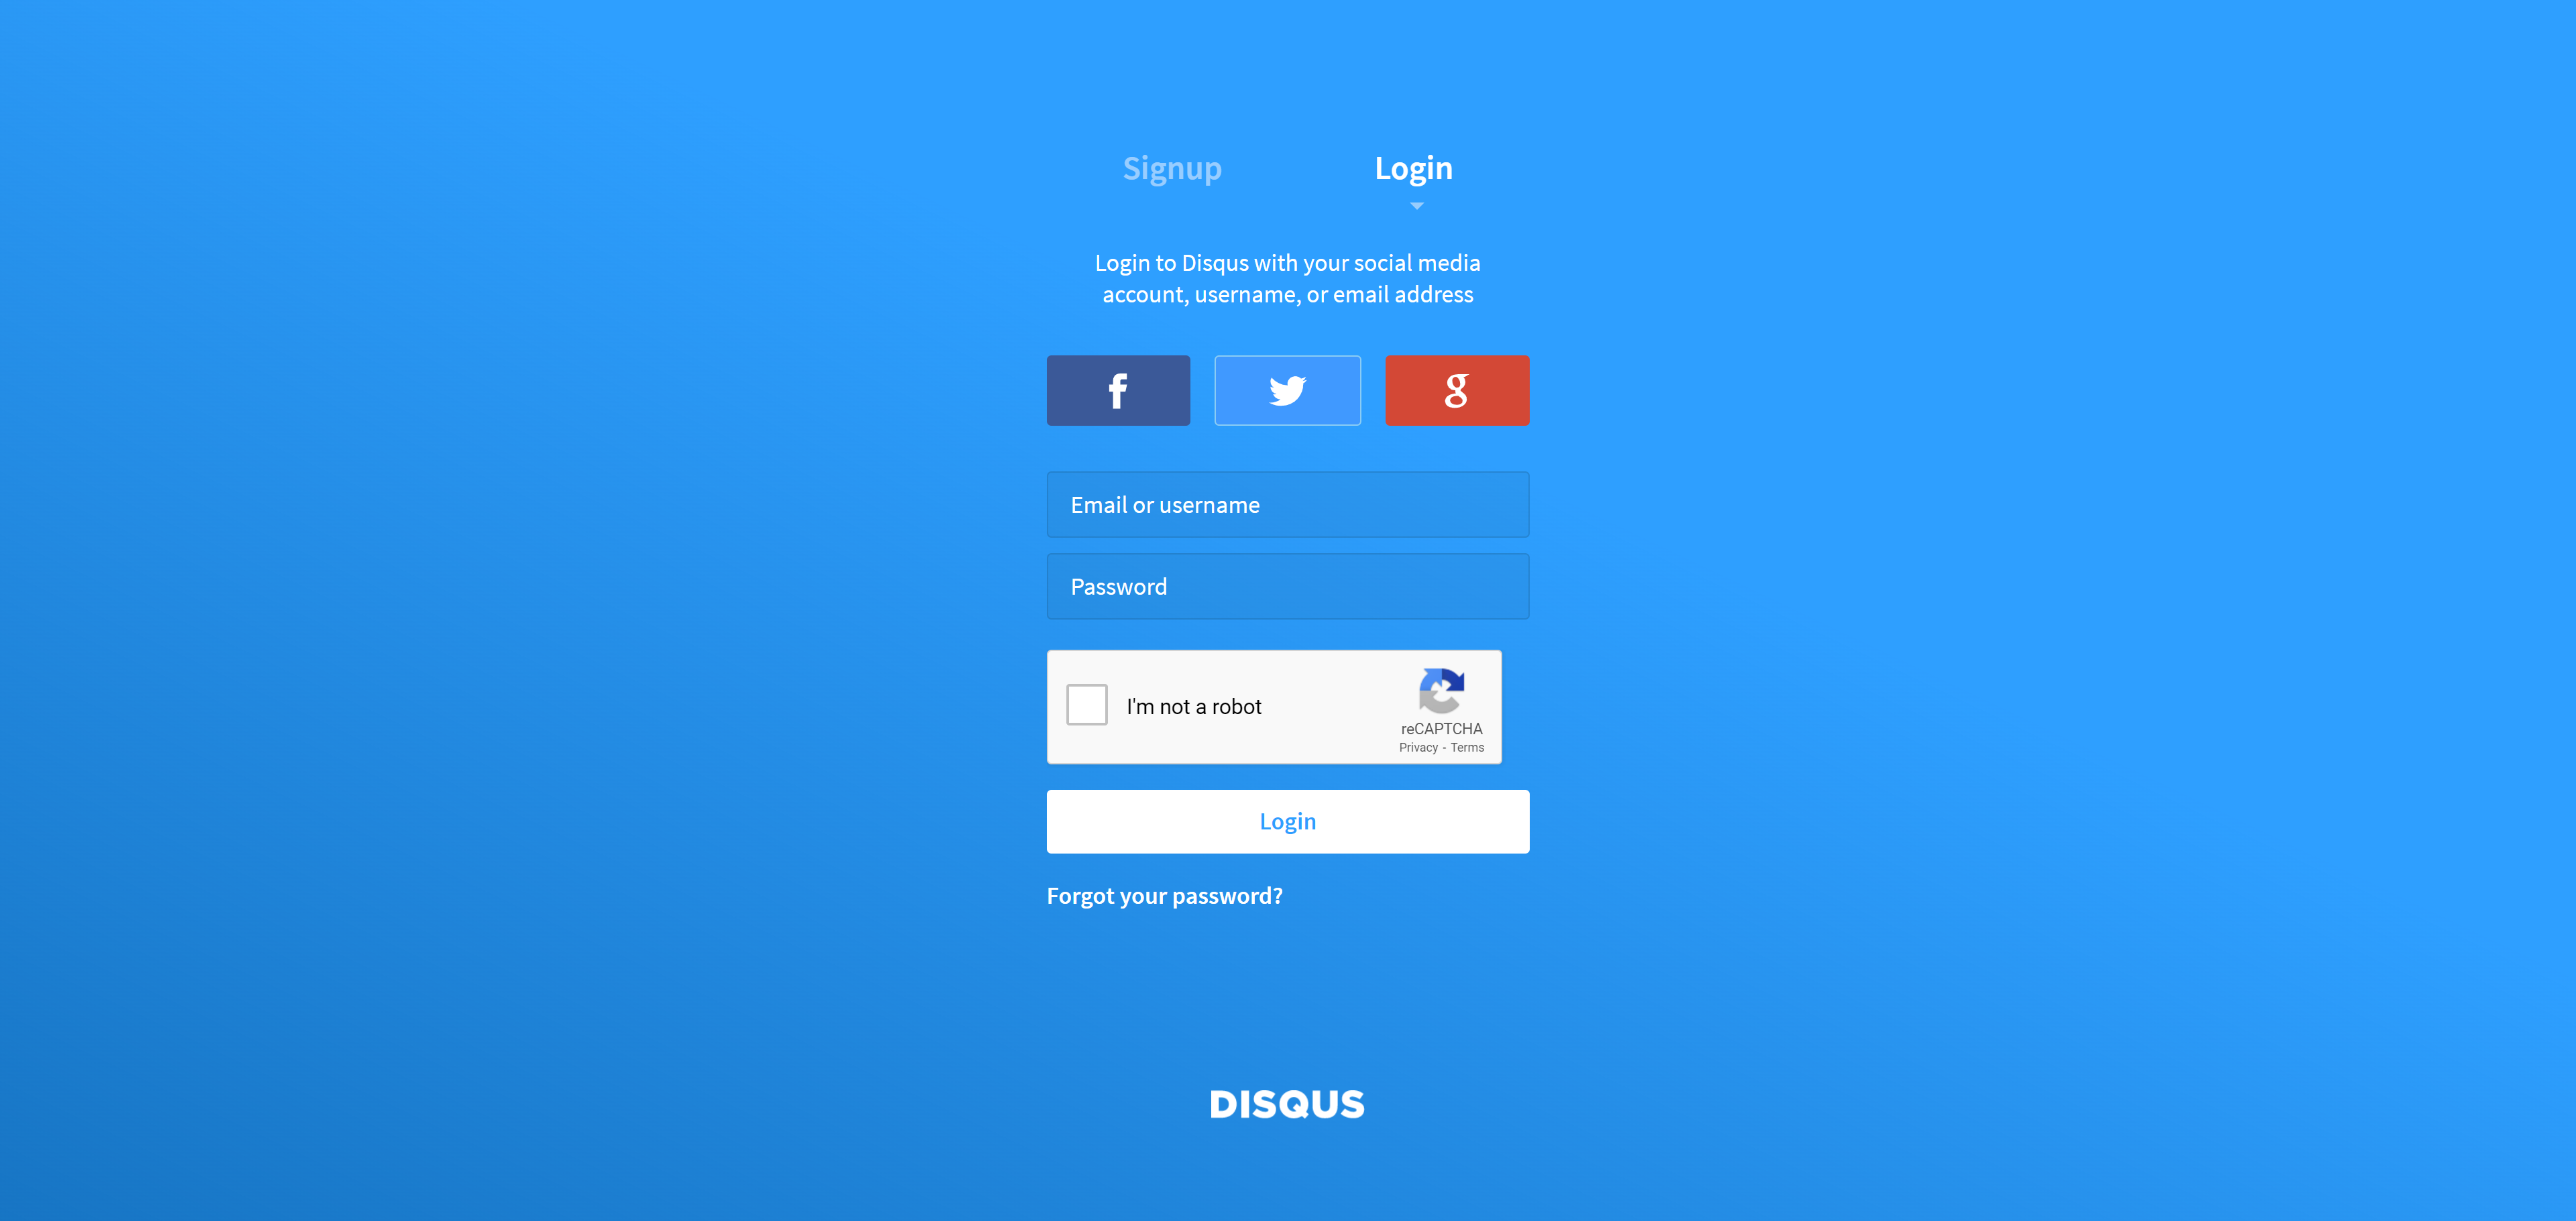 Signup Login
Login to Disqus with your social media
account, username, or email address
f g
Email or username
Password
I'm not a robot
reCAPTCHA
Privacy - Terms
Login
Forgot your password?
DISQUS